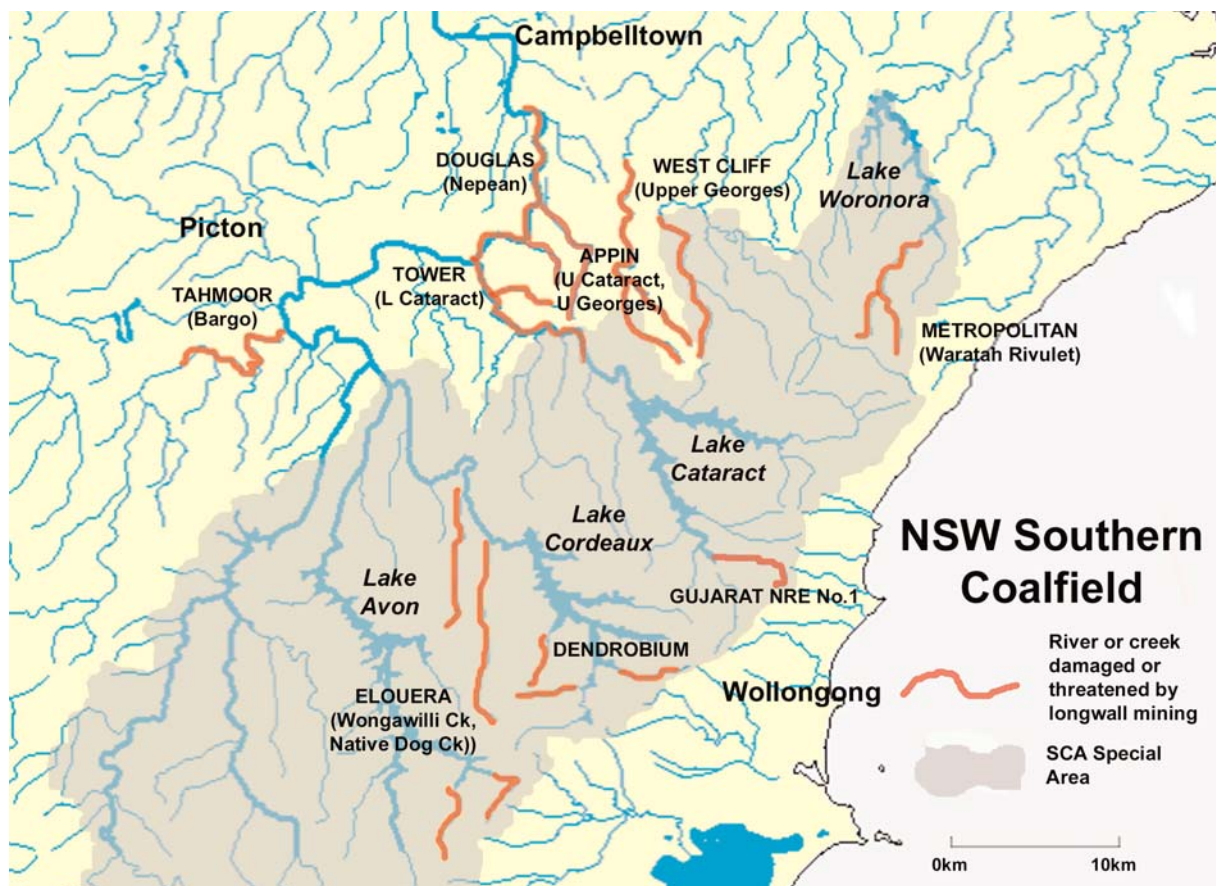 Campbelltown
DOUGLAS
(Nepean)
WEST CLIFF
(Upper Georges)
Lake
Woronora
Picton
TAHMOOR
(Bargo)
TOWER
(L Cataract)
APPIN
(U Cataract,
U Georges)
METROPOLITAN
(Waratah Rivulet)
Lake
Cataract
Lake
Cordeaux
Lake
Avon
GUJARAT NRE No.1
DENDROBIUM
ELOUERA
(Wongawilli Ck,
Native Dog Ck))
Wollongong
NSW Southern
Coalfield
River or creek
damaged or
threatened by
longwall mining
SCA Special
Area
0km 10km